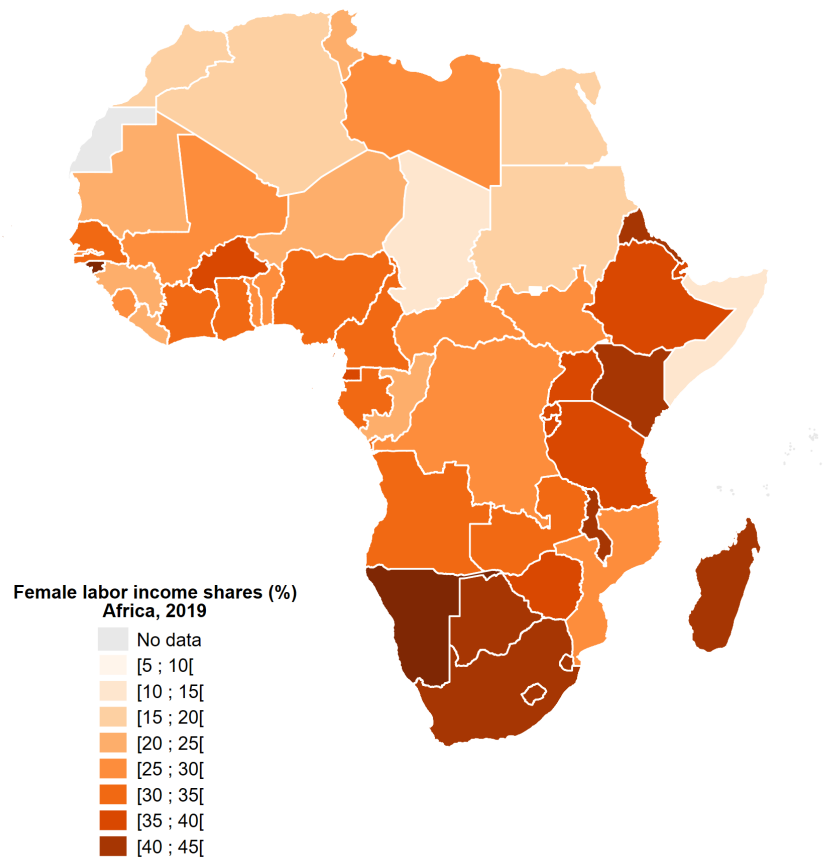 Female labor income shares (%)
Africa, 2019
No data
[5 ; 10[
[10 ; 15[
[15 ; 20[
[20 ; 25[
[25 ; 30[
[30 ; 35[
[35 ; 40[
[40 ; 45[